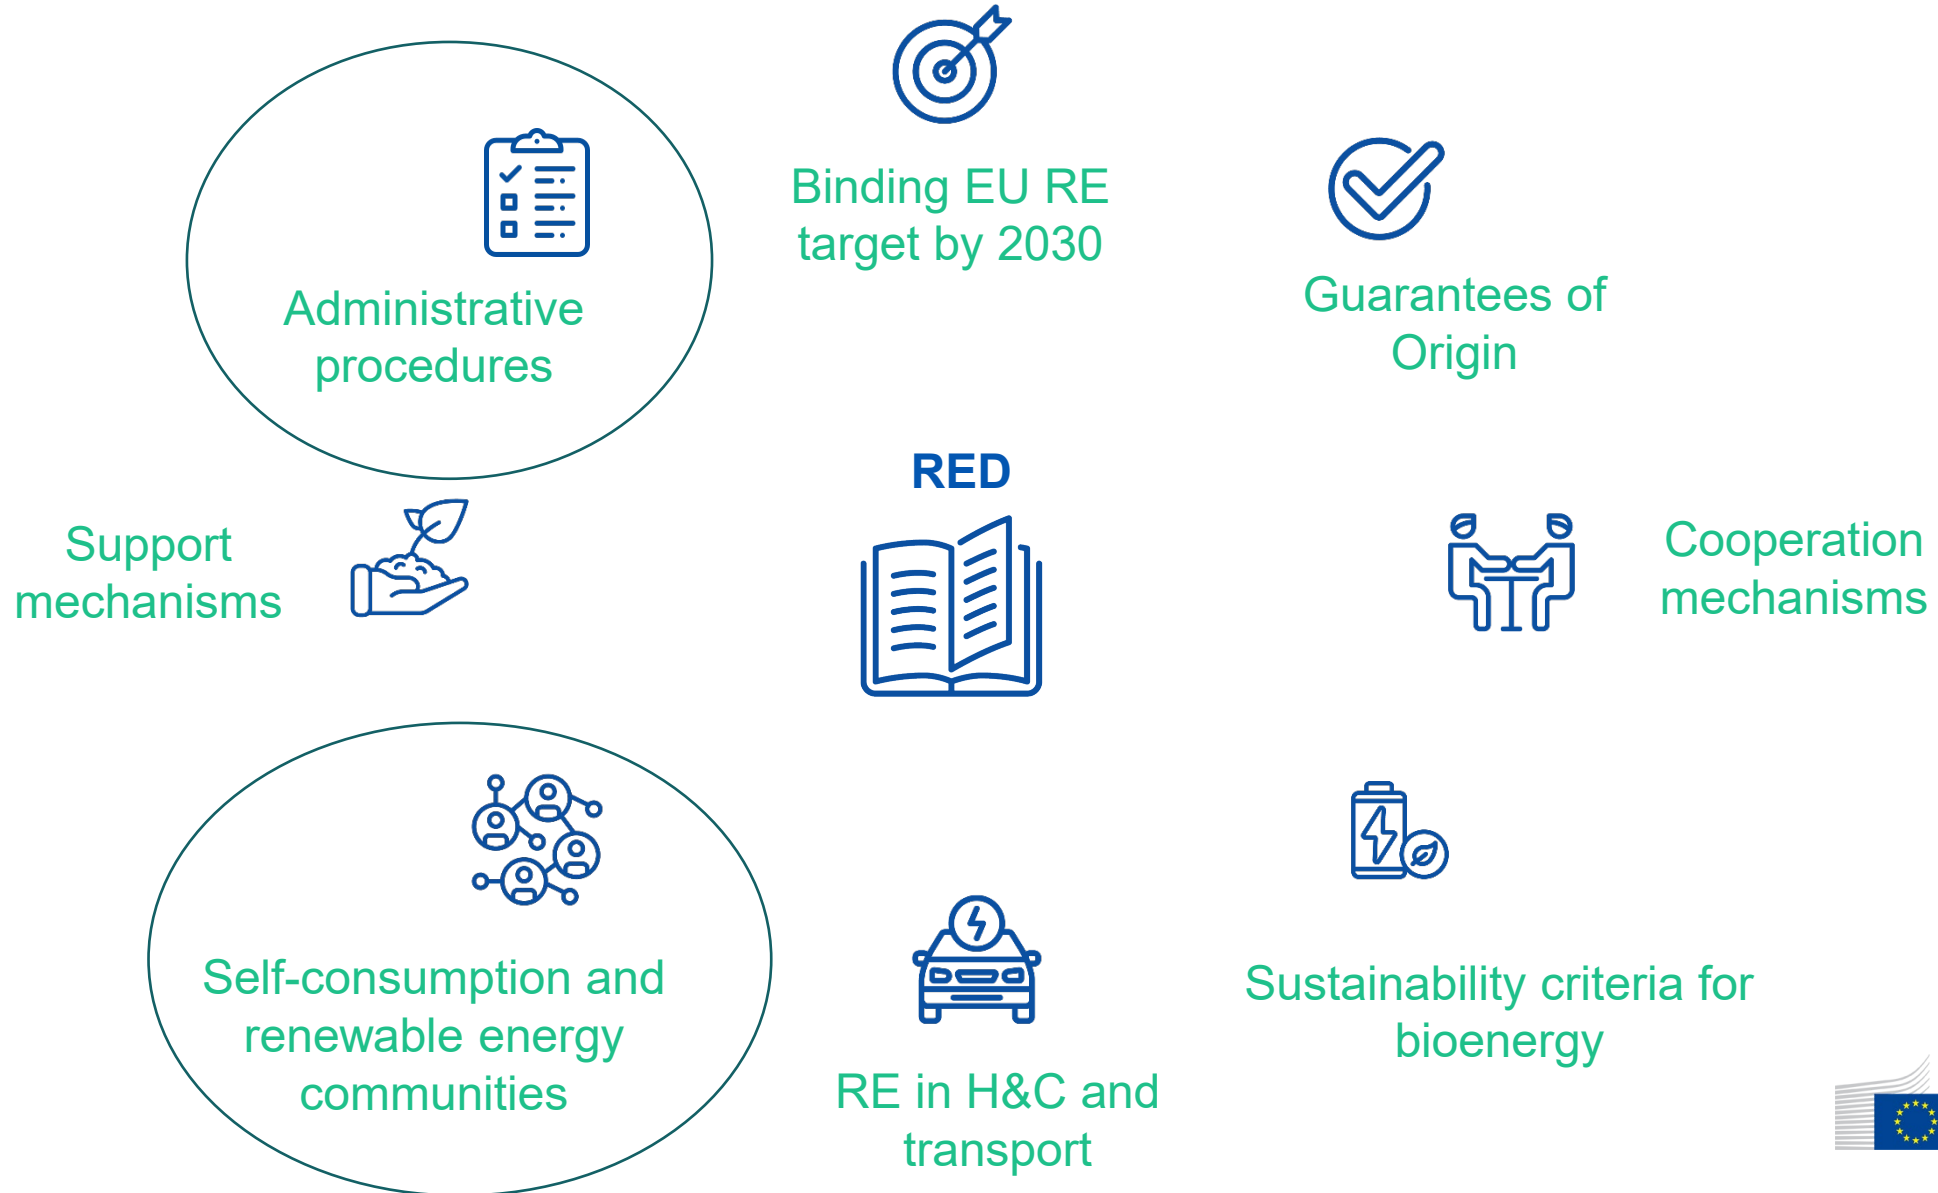 Binding EU RE
target by 2030
Administrative
procedures
Guarantees of
Origin
RED
Support
mechanisms
Cooperation
mechanisms
Self-consumption and
renewable energy
communities
Sustainability criteria for
bioenergy
RE in H&C and
transport